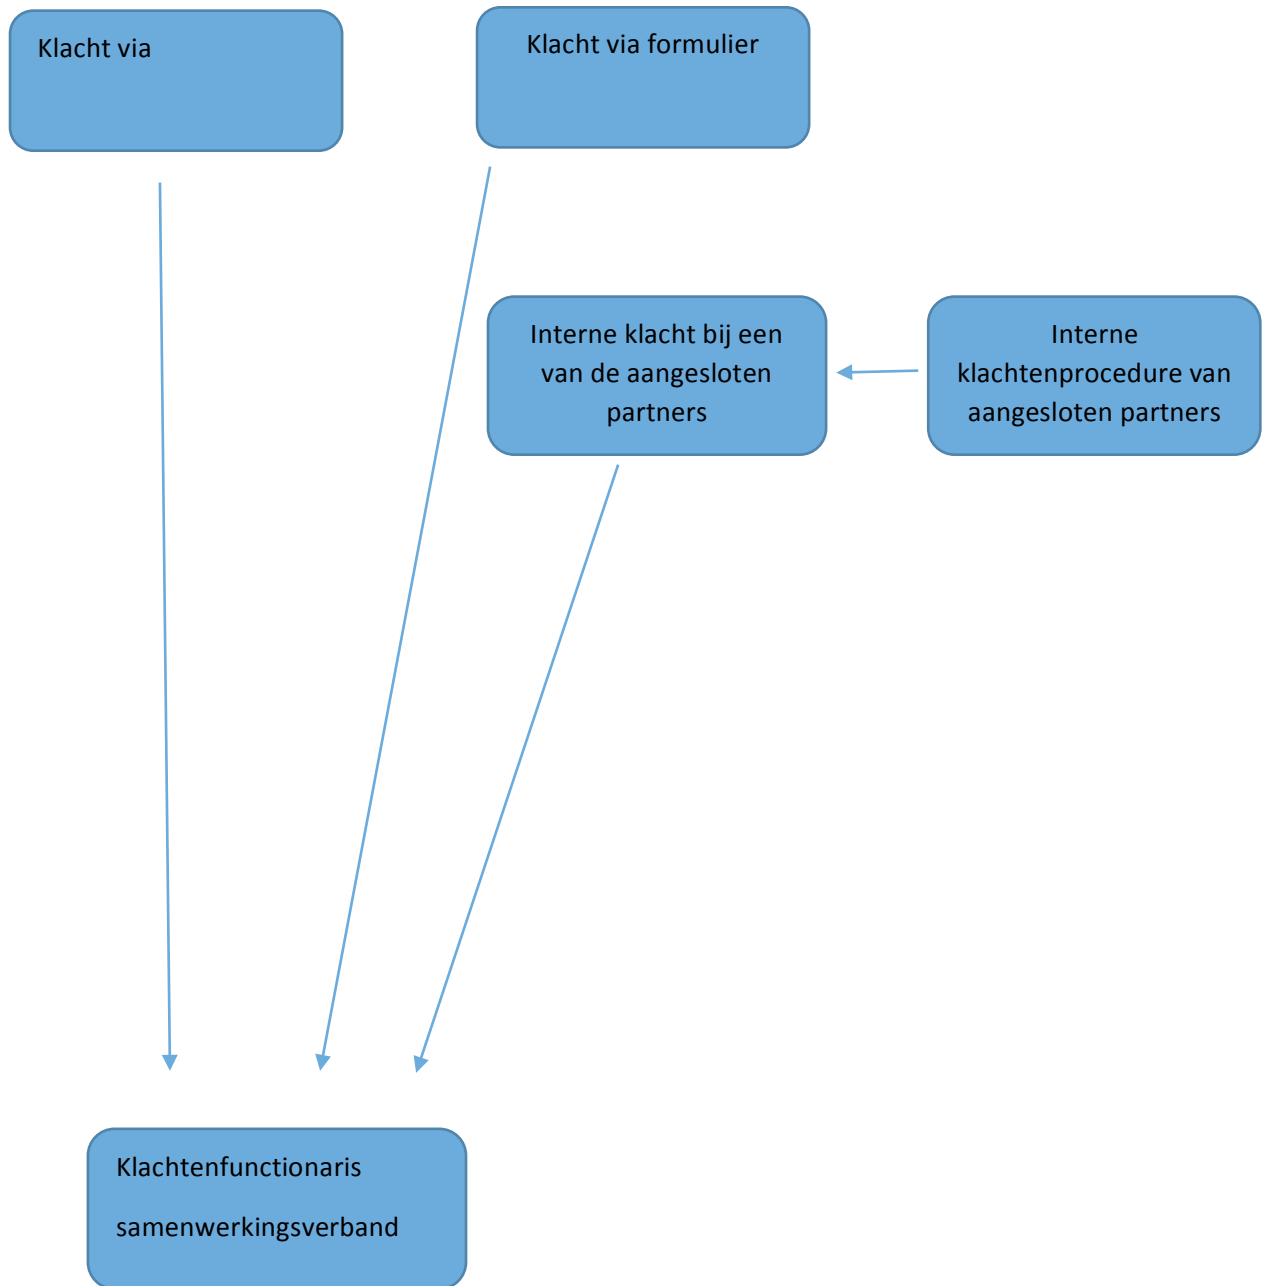 Klacht via
Klacht via formulier
Interne klacht bij een
van de aangesloten
partners
Interne
klachtenprocedure van
aangesloten partners
Klachtenfunctionaris
samenwerkingsverband